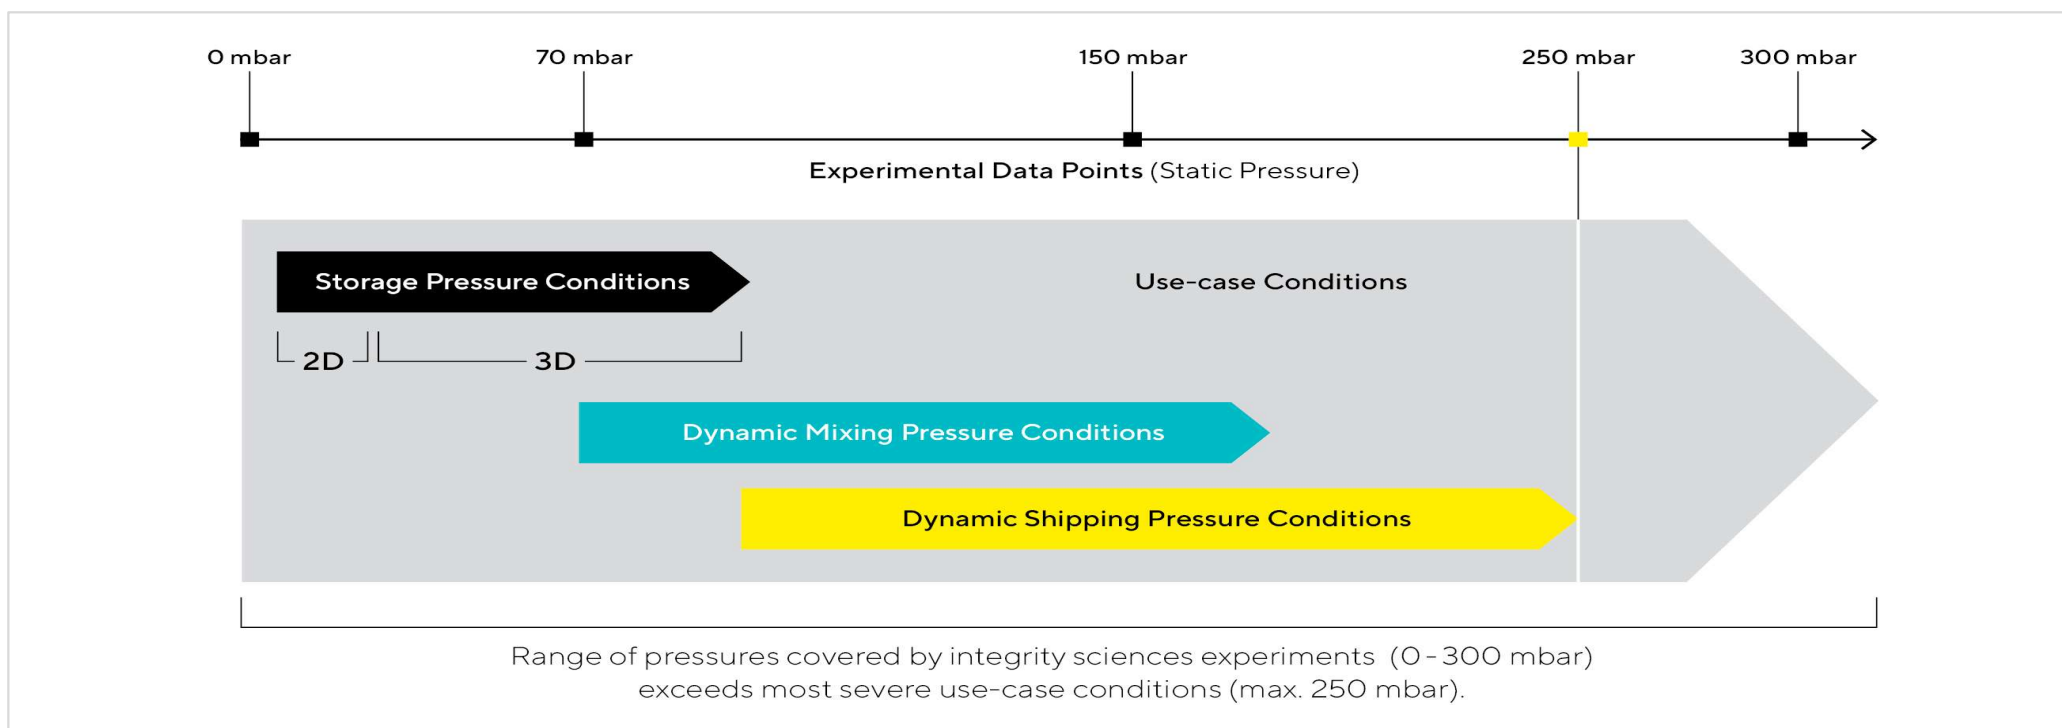 0 mbar
70 mbar
150 mbar
250 mbar
300 mbar
Experimental Data Points (Static Pressure)
Storage Pressure Conditions
Use-case Conditions
2D
3D
Dynamic Mixing Pressure Conditions
Dynamic Shipping Pressure Conditions
Range of pressures covered by integrity sciences experiments (0-300 mbar)
exceeds most severe use-case conditions (max. 250 mbar).